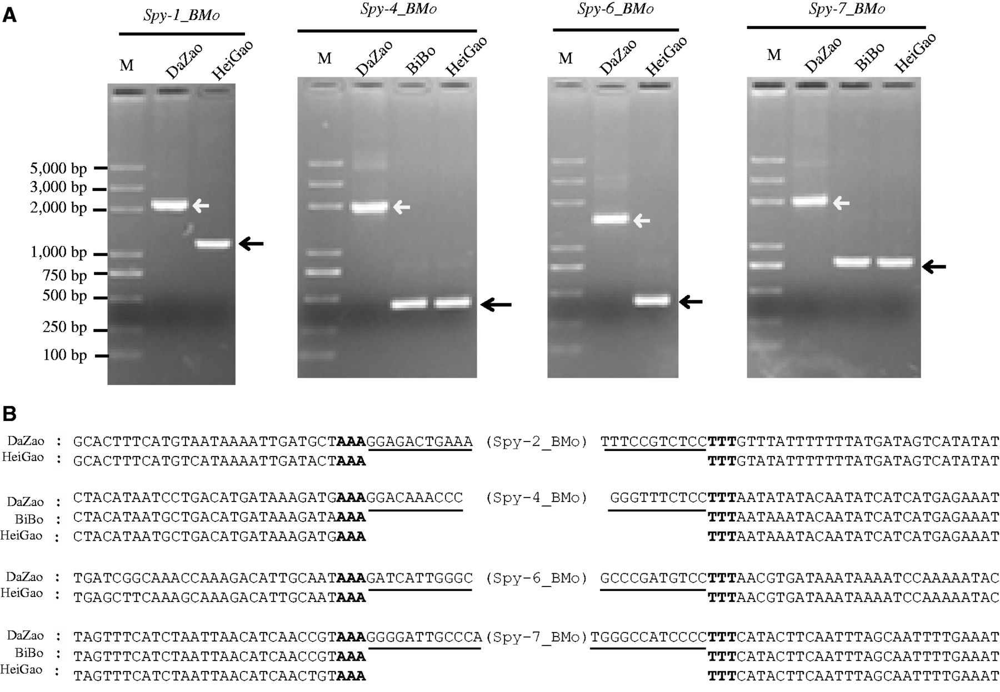 A
Spy-1_BMo
Spy-4_BMo
Spy-6_BMo
Spy-7_BMo
M DaZao HeiGao
M DaZao BiBo HeiGao
M DaZao HeiGao
M DaZao BiBo HeiGao
5,000 bp
3,000 bp
2,000 bp
1,000 bp
750 bp
500 bp
250 bp
100 bp
B
DaZao : GCACTTTCATGTAATAAAATTGATGCTAAAGGAGACTGAAA (Spy-2_BMo) TTTCCGTCTCCTTTGTTTATTTTTTTATGATAGTCATATAT
HeiGao : GCACTTTCATGTCATAAAATTGATACTAAA TTTGTATATTTTTTTATGATAGTCATATAT
DaZao : CTACATAATCCTGACATGATAAAGATGAAAGGACAAACCC (Spy-4_BMo) GGGTTTCTCCTTTAATATATACAATATCATCATGAGAAAT
BiBo : CTACATAATGCTGACATGATAAAGATAAAA TTTAATAAATACAATATCATCATGAGAAAT
HeiGao : CTACATAATGCTGACATGATAAAGATGAAA TTTAATAAATACAATATCATCATGAGAAAT
DaZao : TGATCGGCAAACCAAAGACATTGCAATAAAGATCATTGGGC (Spy-6_BMo) GCCCGATGTCCTTTAACGTGATAAATAAAATCCAAAAATAC
HeiGao : TGAGCTTCAAAGCAAAGACATTGCAATAAA TTTAACGTGATAAATAAAATCCAAAAATAC
DaZao : TAGTTTCATCTAATTAACATCAACCGTAAAGGGGATTGCCCA (Spy-7_BMo) TGGGCCATCCCCTTTCATACTTCAATTTAGCAATTTTGAAAT
BiBo : TAGTTTCATCTAATTAACATCAACCGTAAA TTTCATACTTCAATTTAGCAATTTTGAAAT
HeiGao : TAGTTTCATCTAATTAACATCAACTGTAAA TTTCATACTTCAATTTAGCAATTTTGAAAT